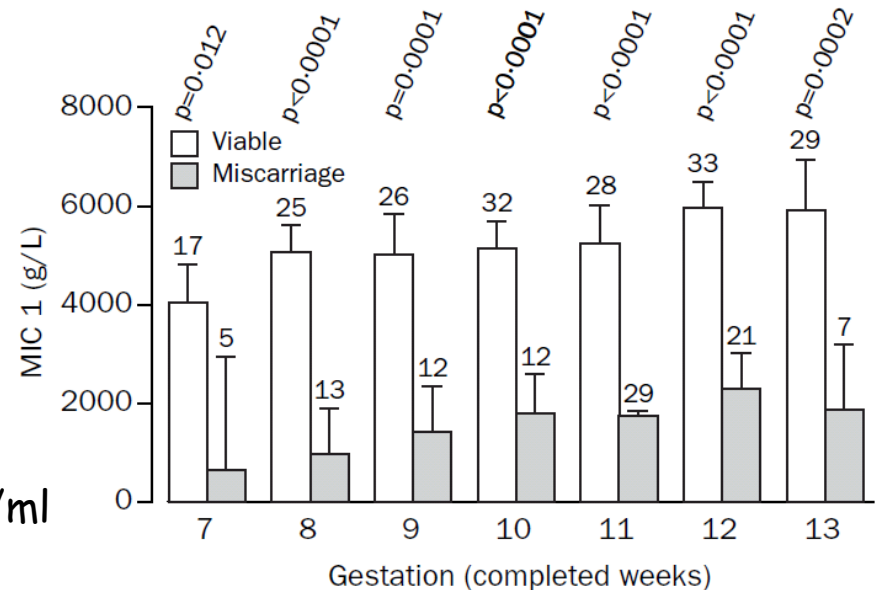 p=0·012 p<0·0001 p=0·0001 p<0·0001 p<0·0001 p<0·0001 p=0·0002
8000
Viable
Miscarriage
6000
4000
2000
0
MIC 1 (g/L)
17 5 25 13 26 12 32 12 28 29 33 21 29 7
/ml
7 8 9 10 11 12 13
Gestation (completed weeks)